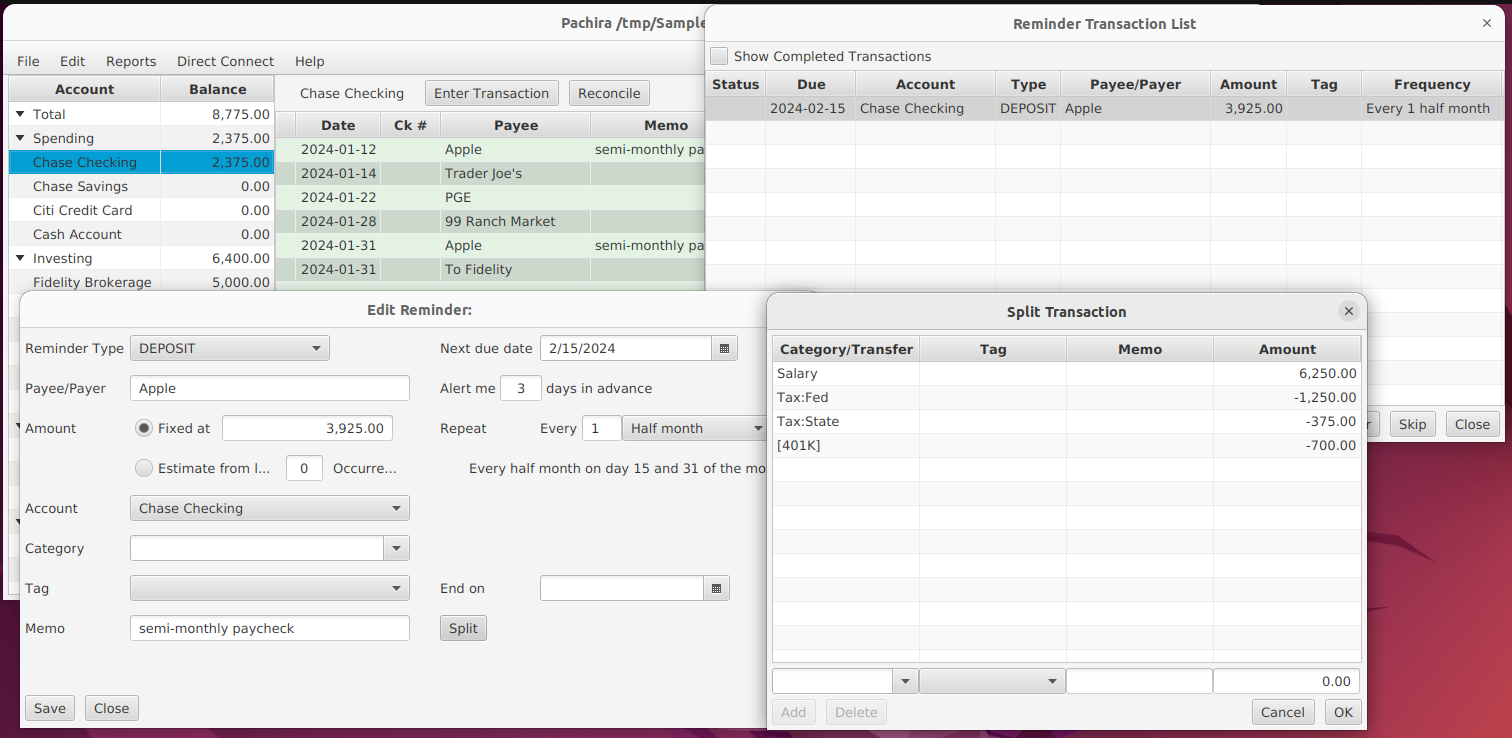 Pachira /tmp/Sample
File Edit Reports Direct Connect Help
Account Balance
Total 8,775.00
Spending 2,375.00
Chase Checking 2,375.00
Chase Savings 0.00
Citi Credit Card 0.00
Cash Account 0.00
Investing 6,400.00
Fidelity Brokerage 5,000.00
Chase Checking Enter Transaction Reconcile
Date Ck # Payee Memo
2024-01-12 Apple semi-monthly pa
2024-01-14 Trader Joe's
2024-01-22 PGE
2024-01-28 99 Ranch Market
2024-01-31 Apple semi-monthly pa
2024-01-31 To Fidelity
Reminder Transaction List
Show Completed Transactions
Status Due Account Type Payee/Payer Amount Tag Frequency
2024-02-15 Chase Checking DEPOSIT Apple 3,925.00 Every 1 half month
r Skip Close
Edit Reminder:
Reminder Type DEPOSIT Next due date 2/15/2024
Payee/Payer Apple Alert me 3 days in advance
Amount Fixed at 3,925.00 Repeat Every 1 Half month
Estimate from l... 0 Occurre... Every half month on day 15 and 31 of the mo
Account Chase Checking
Category
Tag End on
Memo semi-monthly paycheck Split
Save Close
Split Transaction
Category/Transfer Tag Memo Amount
Salary 6,250.00
Tax:Fed -1,250.00
Tax:State -375.00
[401K] -700.00
0.00
Add Delete Cancel OK